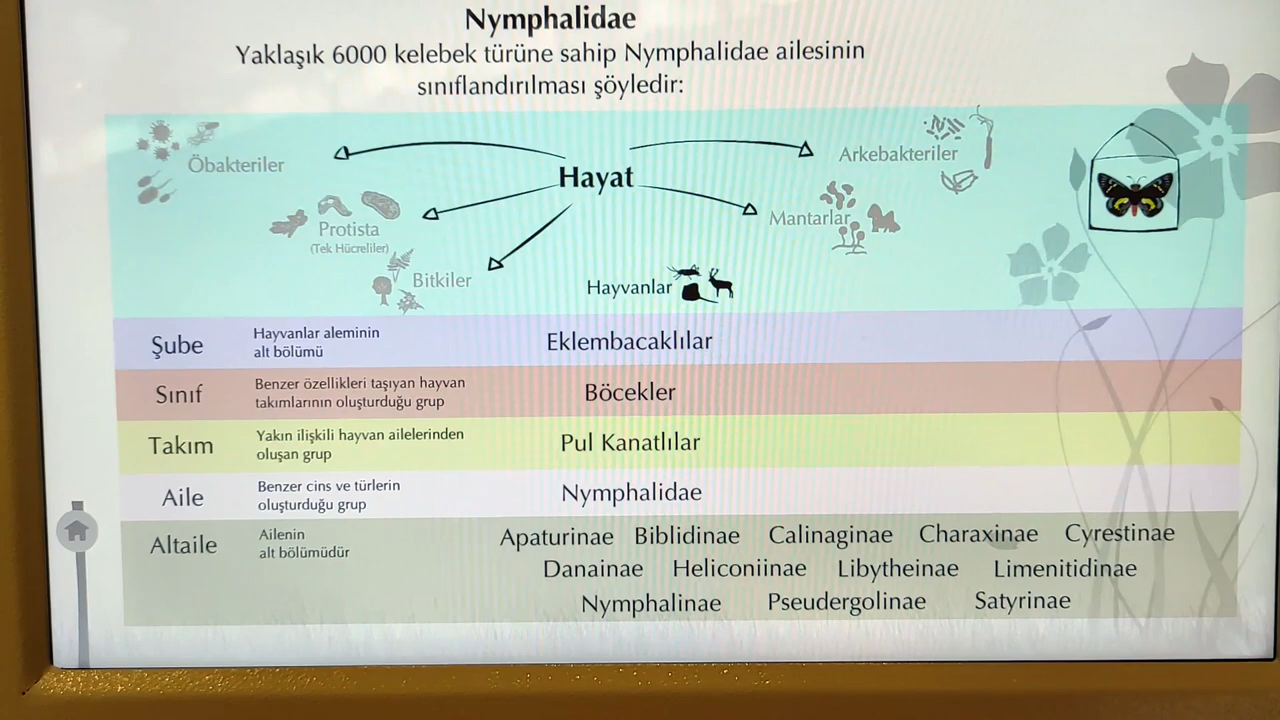 Nymphalidae
Yaklaşık 6000 kelebek türüne sahip Nymphalidae ailesinin
sınıflandırılması şöyledir:
Öbakteriler
Arkebakteriler
Hayat
Protista
(Tek Hücreliler)
Mantarlar
Bitkiler
Hayvanlar
Şube
Hayvanlar aleminin
alt bölümü
Eklembacaklılar
Sınıf
Benzer özellikleri taşıyan hayvan
takımlarının oluşturduğu grup
Böcekler
Takım
Yakın ilişkili hayvan ailelerinden
oluşan grup
Pul Kanatlılar
Aile
Benzer cins ve türlerin
oluşturduğu grup
Nymphalidae
Altaile
Ailenin
alt bölümüdür
Apaturinae Biblidinae Calinaginae Charaxinae Cyrestinae
Danainae Heliconiinae Libytheinae Limenitidinae
Nymphalinae Pseudergolinae Satyrinae